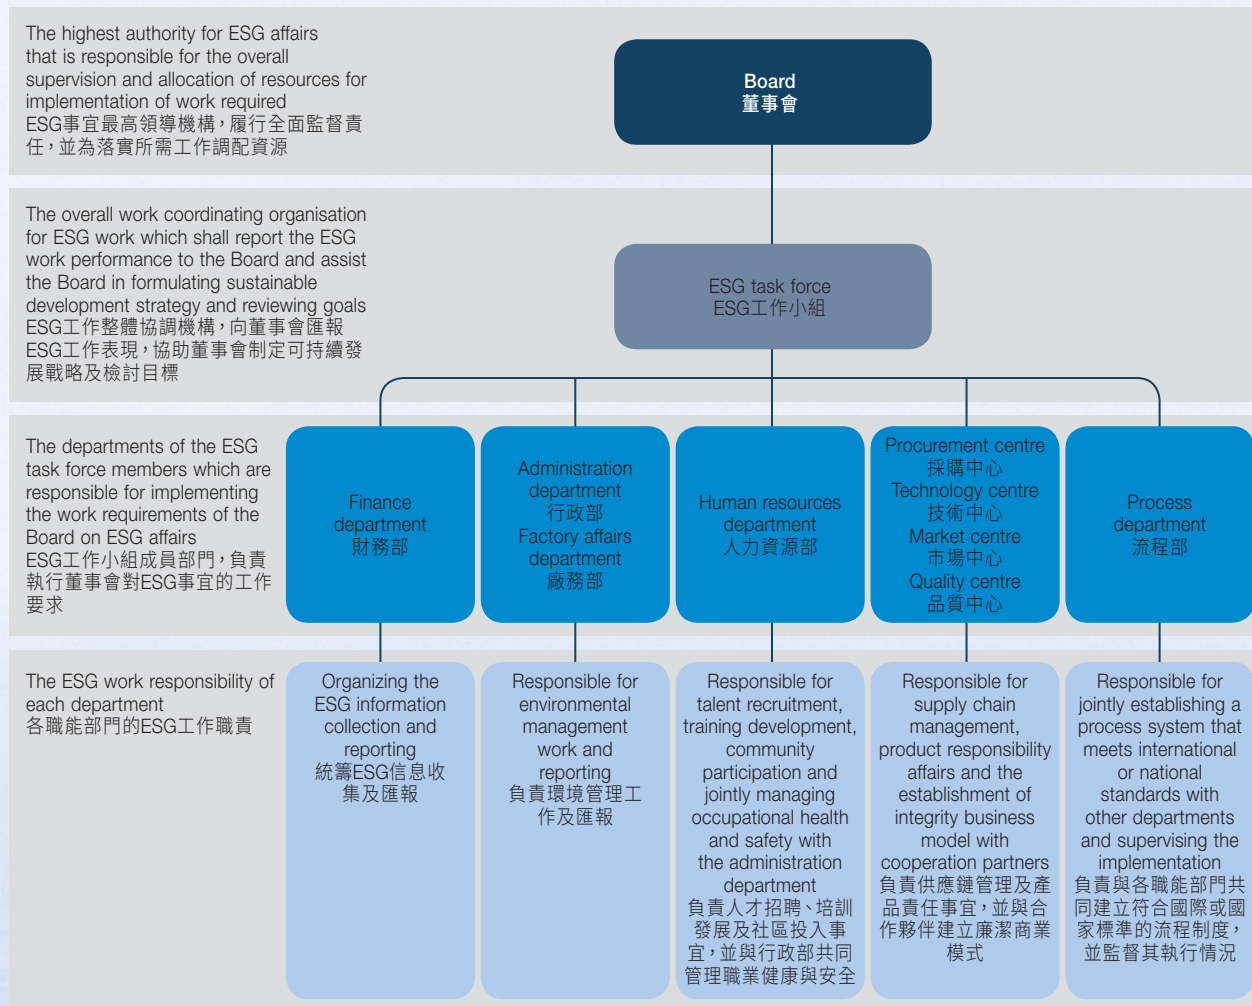 The highest authority for ESG affairs
that is responsible for the overall
supervision and allocation of resources for
implementation of work required
ESG事宜最高領導機構，履行全面監督責
任，並為落實所需工作調配資源
Board
董事會
The overall work coordinating organisation
for ESG work which shall report the ESG
work performance to the Board and assist
the Board in formulating sustainable
development strategy and reviewing goals
ESG工作整體協調機構，向董事會匯報
ESG工作表現，協助董事會制定可持續發
展戰略及檢討目標
ESG task force
ESG工作小組
The departments of the ESG
task force members which are
responsible for implementing
the work requirements of the
Board on ESG affairs
ESG工作小組成員部門，負責
執行董事會對ESG事宜的工作
要求
Finance
department
財務部
Administration
department
行政部
Factory affairs
department
廠務部
Human resources
department
人力資源部
Procurement centre
採購中心
Technology centre
技術中心
Market centre
市場中心
Quality centre
品質中心
Process
department
流程部
The ESG work responsibility of
each department
各職能部門的ESG工作職責
Organizing the
ESG information
collection and
reporting
統籌ESG信息收
集及匯報
Responsible for
environmental
management
work and
reporting
負責環境管理工
作及匯報
Responsible for
talent recruitment,
training development,
community
participation and
jointly managing
occupational health
and safety with
the administration
department
負責人才招聘、培訓
發展及社區投入事
宜，並與行政部共同
管理職業健康與安全
Responsible for
supply chain
management,
product responsibility
affairs and the
establishment of
integrity business
model with
cooperation partners
負責供應鏈管理及產
品責任事宜，並與合
作夥伴建立廉潔商業
模式
Responsible for
jointly establishing a
process system that
meets international
or national
standards with
other departments
and supervising the
implementation
負責與各職能部門共
同建立符合國際或國
家標準的流程制度，
並監督其執行情況